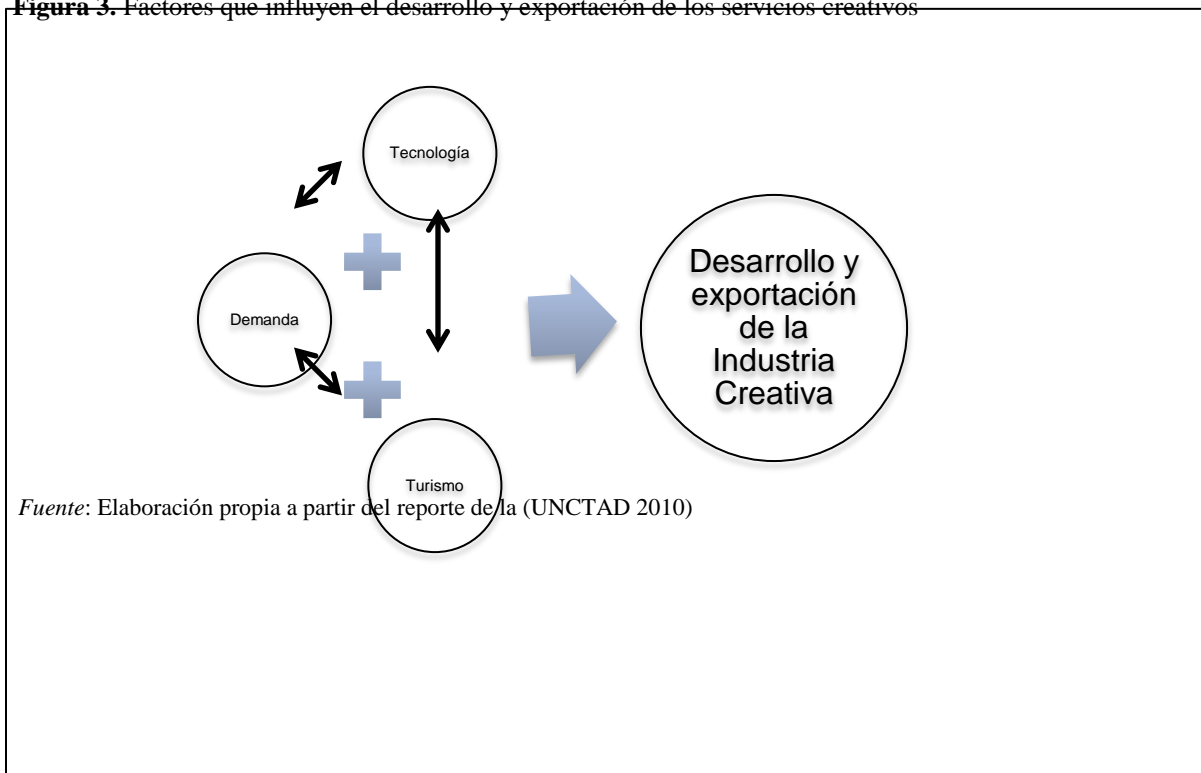 Figura 3. Factores que influyen el desarrollo y exportación de los servicios creativos
Tecnología
Demanda
Turismo
Desarrollo y
exportación
de la
Industria
Creativa
Fuente: Elaboración propia a partir del reporte de la (UNCTAD 2010)